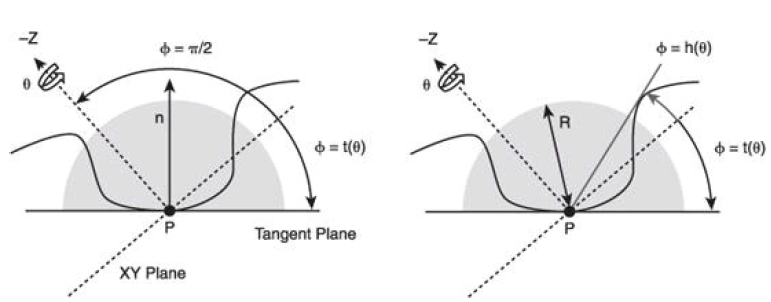 –Z
ϕ = π/2
θ
n
ϕ = t(θ)
P
Tangent Plane
XY Plane
–Z
ϕ = h(θ)
θ
R
ϕ = t(θ)
P